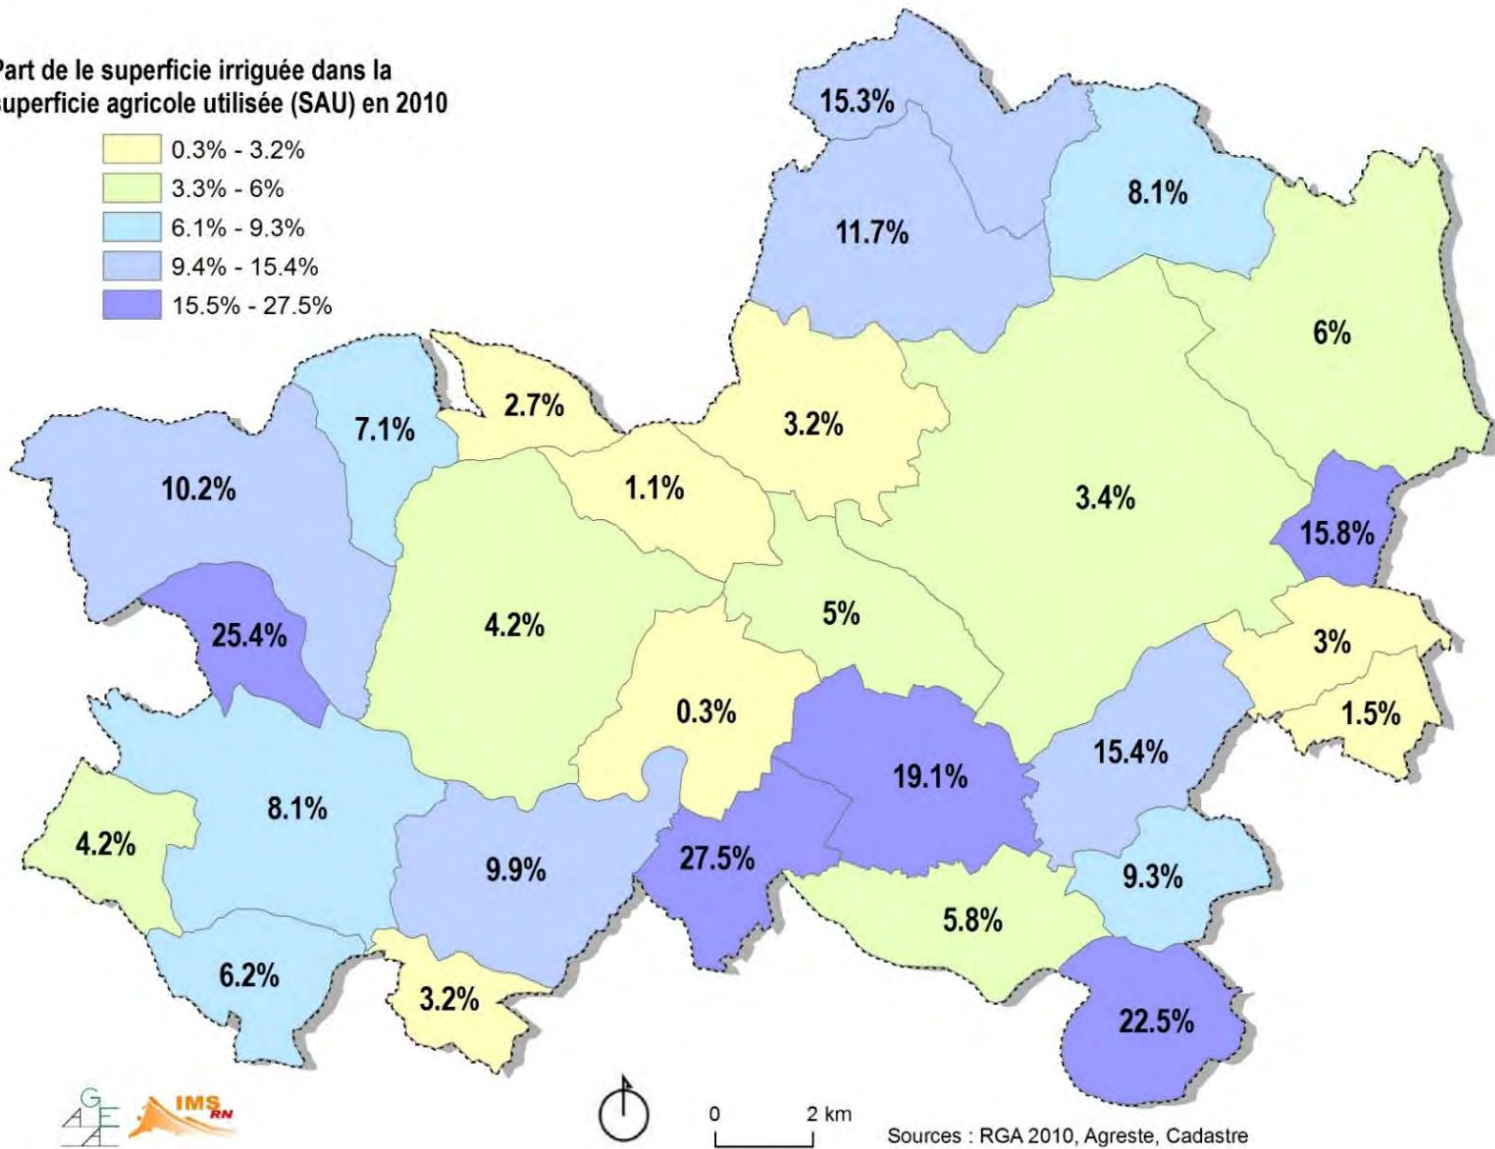 Part de le superficie irriguée dans la
superficie agricole utilisée (SAU) en 2010
0.3% - 3.2%
3.3% - 6%
6.1% - 9.3%
9.4% - 15.4%
15.5% - 27.5%
15.3%
8.1%
11.7%
6%
2.7%
7.1%
3.2%
10.2%
1.1%
3.4%
15.8%
4.2%
5%
25.4%
3%
0.3%
1.5%
15.4%
19.1%
8.1%
4.2%
27.5%
9.9%
9.3%
5.8%
6.2%
3.2%
22.5%
AGEA
IMS RN
0 2 km
Sources : RGA 2010, Agreste, Cadastre